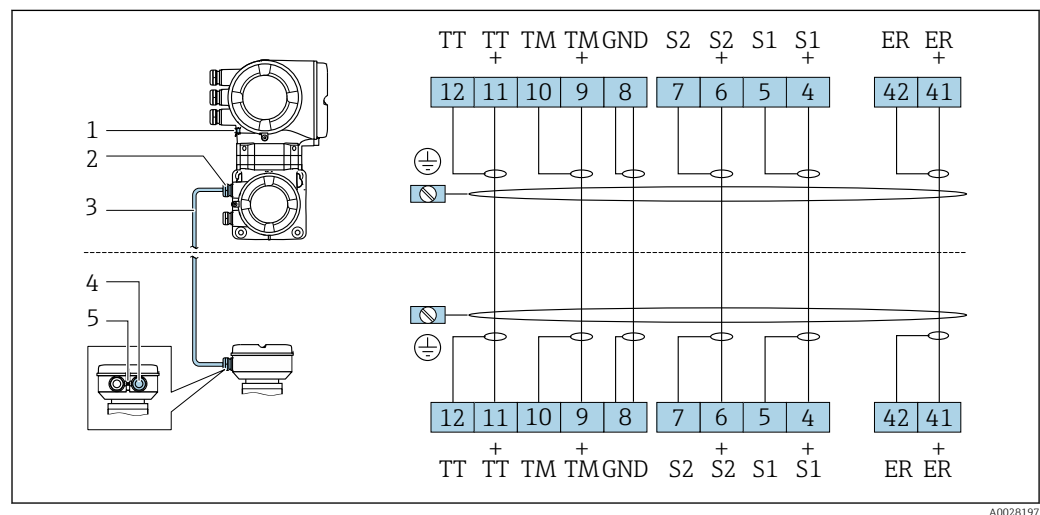 TT TT TM TM GND S2 S2 S1 S1 ER ER
+ + + + +
12 11 10 9 8 7 6 5 4 42 41
1
2
3
4
5
12 11 10 9 8 7 6 5 4 42 41
+ + + + +
TT TT TM TM GND S2 S2 S1 S1 ER ER
A0028197